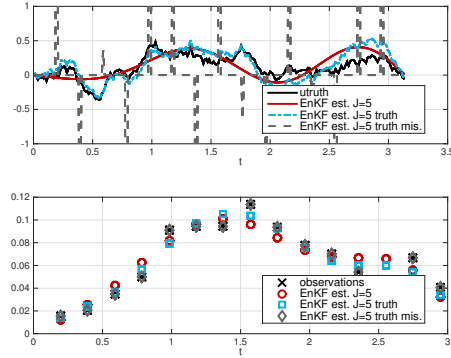 1
0.5
0
-0.5
-1
0 0.5 1 1.5 2 2.5 3 3.5
t
utruth
EnKF est. J=5
EnKF est. J=5 truth
EnKF est. J=5 truth mis.
0.12
0.1
0.08
0.06
0.04
0.02
0
0 0.5 1 1.5 2 2.5 3
t
observations
EnKF est. J=5
EnKF est. J=5 truth
EnKF est. J=5 truth mis.